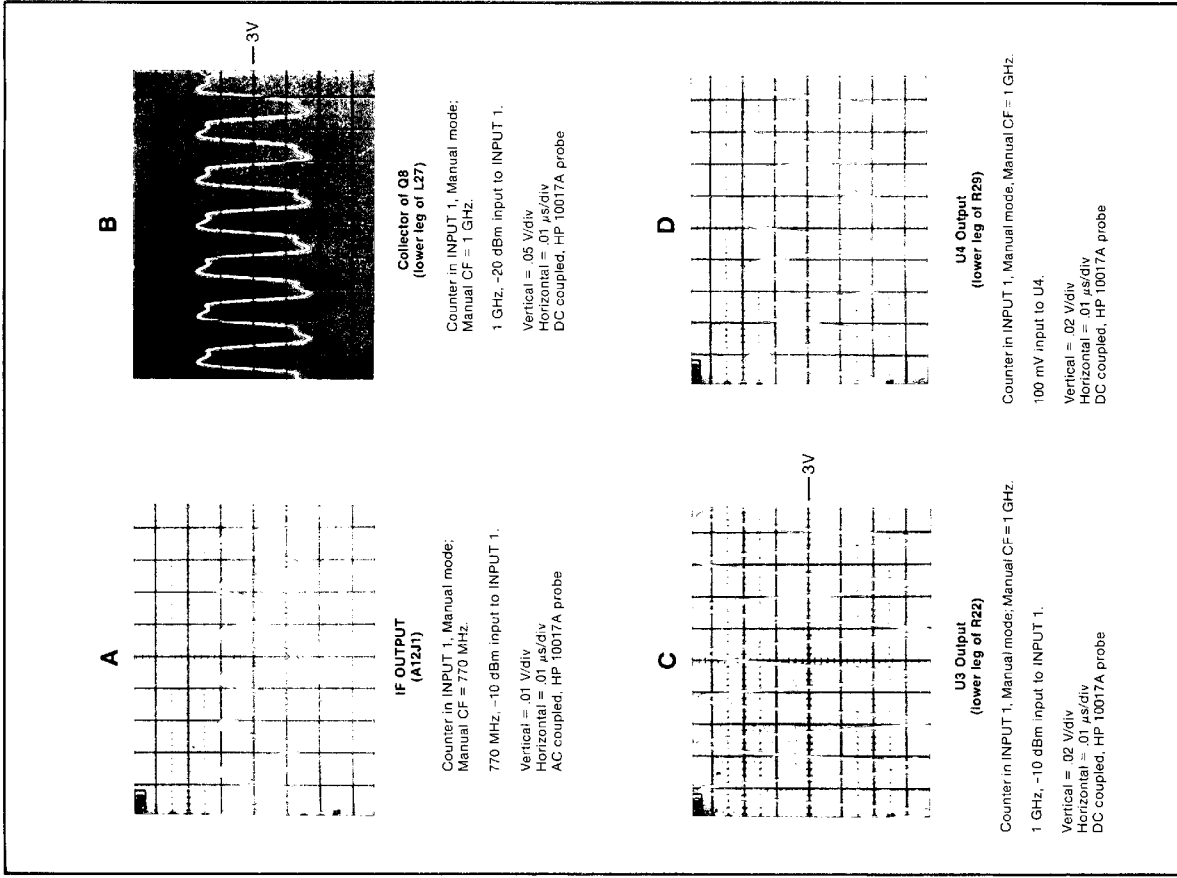 A
IF OUTPUT
(A12J1)
Counter in INPUT 1, Manual mode;
Manual CF = 770 MHz.
770 MHz, -10 dBm input to INPUT 1.
Vertical = .01 V/div
Horizontal = .01 µs/div
AC coupled, HP 10017A probe
B
—3V
Collector of Q8
(lower leg of L27)
Counter in INPUT 1, Manual mode;
Manual CF = 1 GHz.
1 GHz, -20 dBm input to INPUT 1.
Vertical = .05 V/div
Horizontal = .01 µs/div
DC coupled, HP 10017A probe
C
—3V
U3 Output
(lower leg of R22)
Counter in INPUT 1, Manual mode; Manual CF = 1 GHz.
1 GHz, -10 dBm input to INPUT 1.
Vertical = .02 V/div
Horizontal = .01 µs/div
DC coupled, HP 10017A probe
D
U4 Output
(lower leg of R29)
Counter in INPUT 1, Manual mode, Manual CF = 1 GHz.
100 mV input to U4.
Vertical = .02 V/div
Horizontal = .01 µs/div
DC coupled, HP 10017A probe